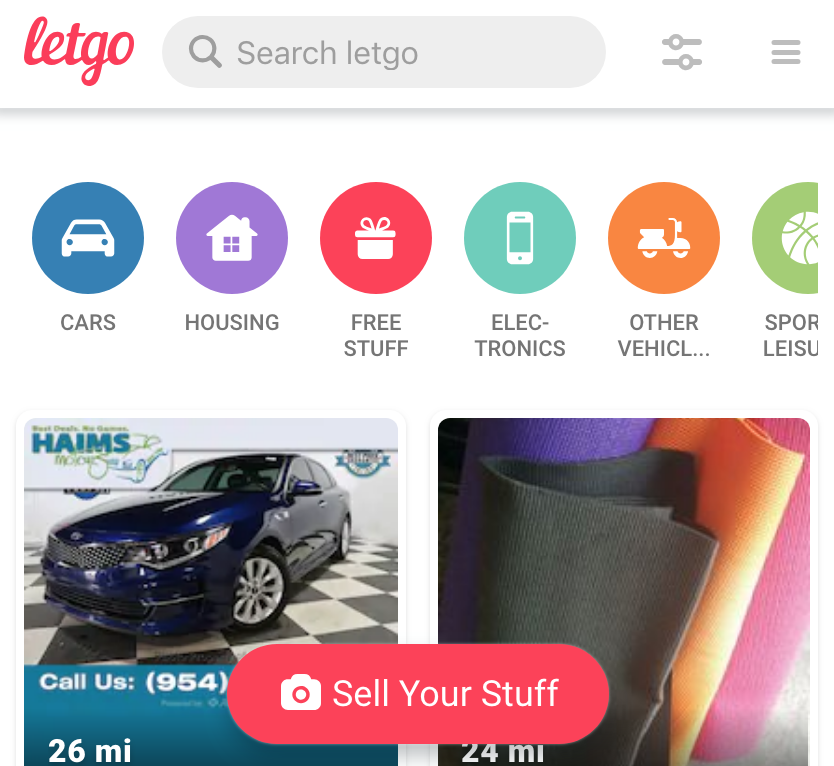 letgo
Search letgo
CARS
HOUSING
FREE
STUFF
ELEC-
TRONICS
OTHER
VEHICL...
SPOR
LEISU
Best Deals. No Games.
HAIMS
motors
Call Us: (954)
Sell Your Stuff
26 mi
24 mi